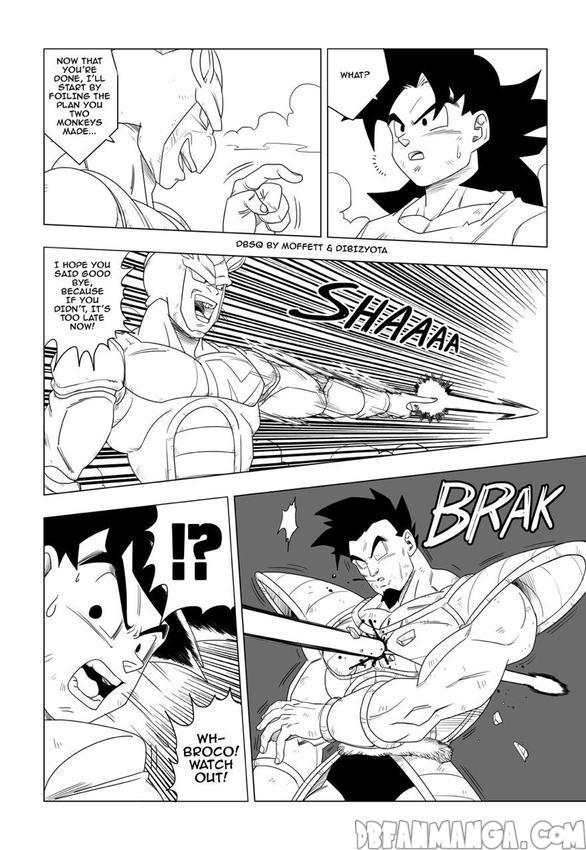 NOW THAT
YOU'RE
DONE, I'LL
START BY
FOILING THE
PLAN YOU
TWO
MONKEYS
MADE...
WHAT?
DBSQ BY MOFFETT & DIBIZYOTA
I HOPE YOU
SAID GOOD
BYE,
BECAUSE
IF YOU
DIDN'T, IT'S
TOO LATE
NOW!
SHAAAA
!?
WH-
BROCO!
WATCH
OUT!
BRAK
DBFANMANGA.COM